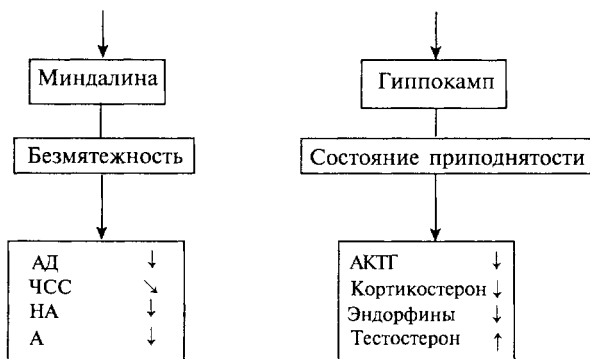 Миндалина
Гиппокамп
Безмятежность
Состояние приподнятости
АД ↓
ЧСС ↘
НА ↓
А ↓
АКТГ ↓
Кортикостерон ↓
Эндорфины ↓
Тестостерон ↑